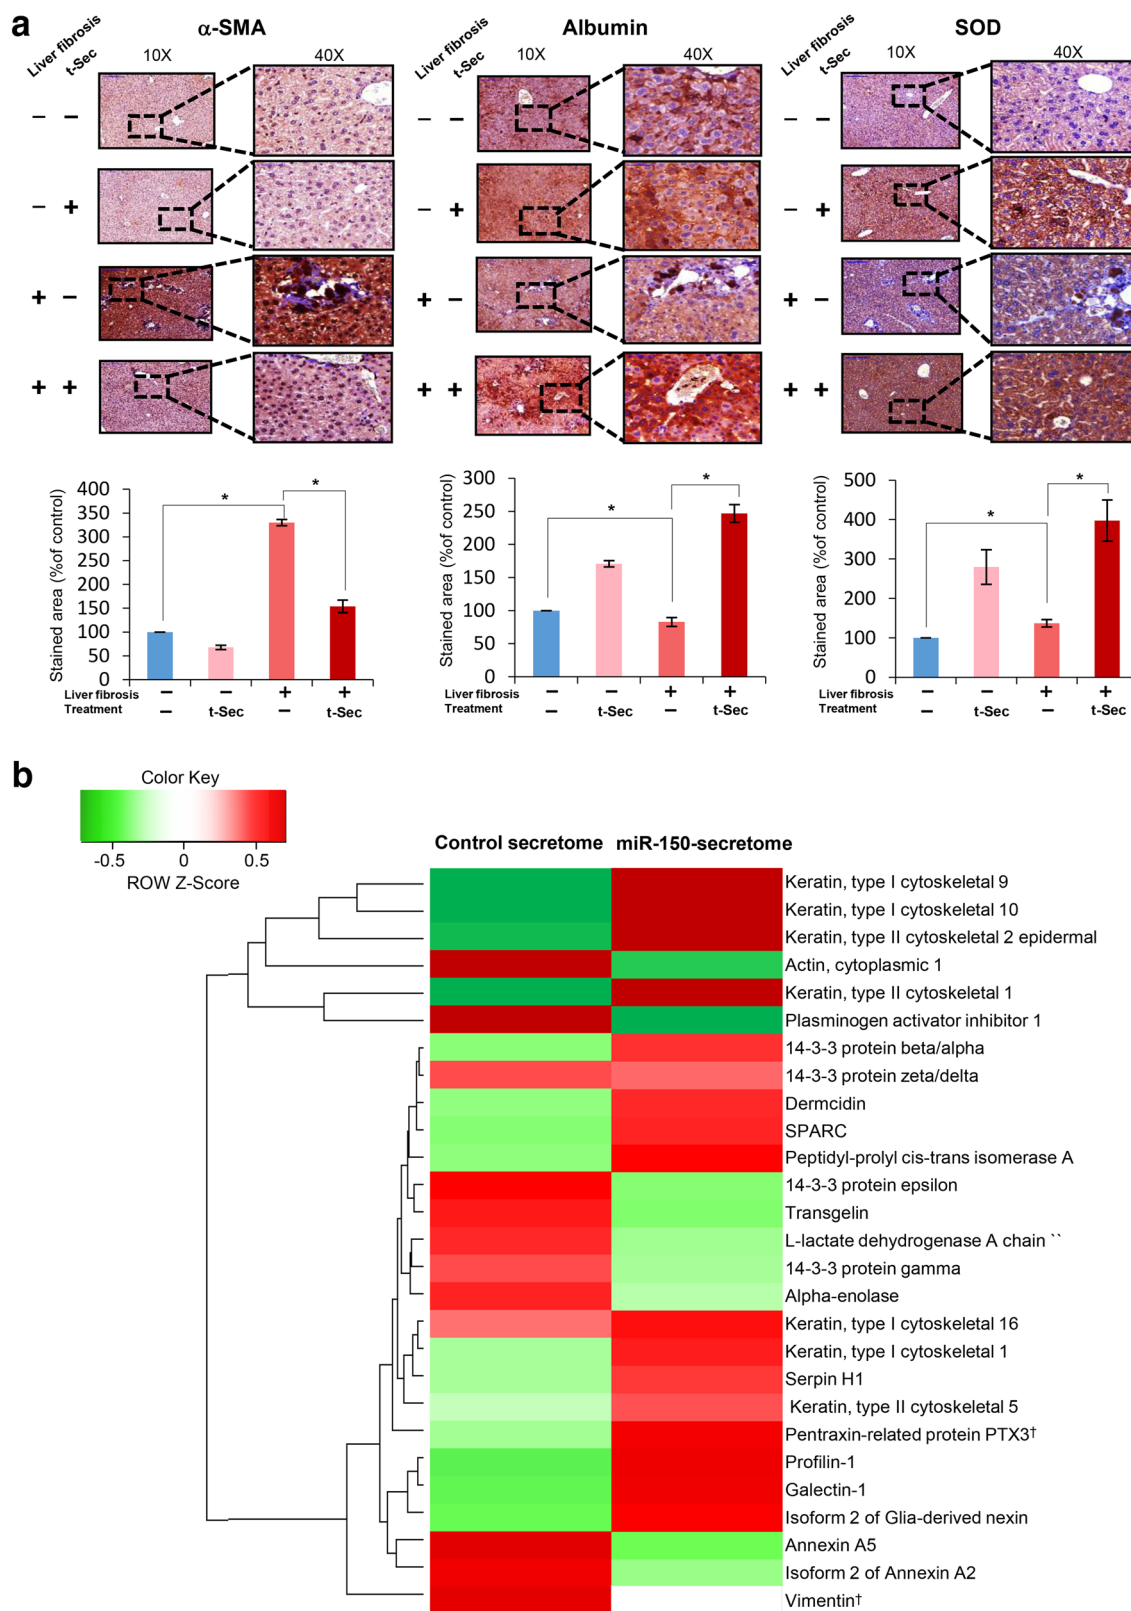 a
α-SMA
Albumin
SOD
Liver fibrosis
t-Sec
10X
40X
Liver fibrosis
t-Sec
10X
40X
Liver fibrosis
t-Sec
10X
40X
− −
− −
− −
− +
− +
− +
+ −
+ −
+ −
+ +
+ +
+ +
Stained area (%of control)
400
350
300
250
200
150
100
50
0
*
*
Liver fibrosis − − + +
Treatment − t-Sec − t-Sec
Stained area (%of control)
300
250
200
150
100
50
0
*
*
Liver fibrosis − − + +
Treatment − t-Sec − t-Sec
Stained area (%of control)
500
400
300
200
100
0
*
*
Liver fibrosis − − + +
Treatment − t-Sec − t-Sec
b
Color Key
-0.5 0 0.5
ROW Z-Score
Control secretome miR-150-secretome
Keratin, type I cytoskeletal 9
Keratin, type I cytoskeletal 10
Keratin, type II cytoskeletal 2 epidermal
Actin, cytoplasmic 1
Keratin, type II cytoskeletal 1
Plasminogen activator inhibitor 1
14-3-3 protein beta/alpha
14-3-3 protein zeta/delta
Dermcidin
SPARC
Peptidyl-prolyl cis-trans isomerase A
14-3-3 protein epsilon
Transgelin
L-lactate dehydrogenase A chain ``
14-3-3 protein gamma
Alpha-enolase
Keratin, type I cytoskeletal 16
Keratin, type I cytoskeletal 1
Serpin H1
Keratin, type II cytoskeletal 5
Pentraxin-related protein PTX3†
Profilin-1
Galectin-1
Isoform 2 of Glia-derived nexin
Annexin A5
Isoform 2 of Annexin A2
Vimentin†